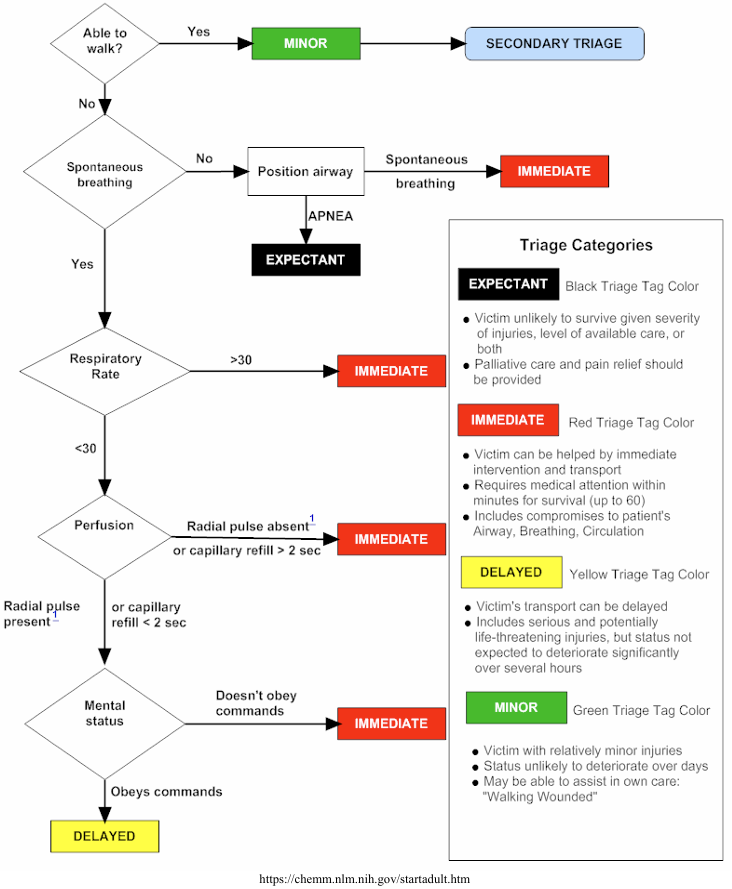 Able to
walk?
Yes
MINOR
SECONDARY TRIAGE
No
Spontaneous
breathing
No
Position airway
Spontaneous
breathing
IMMEDIATE
APNEA
EXPECTANT
Yes
Respiratory
Rate
>30
IMMEDIATE
<30
Perfusion
Radial pulse absent 1
or capillary refill > 2 sec
IMMEDIATE
Radial pulse
present 1
or capillary
refill < 2 sec
Mental
status
Doesn't obey
commands
IMMEDIATE
Obeys commands
DELAYED
Triage Categories
EXPECTANT Black Triage Tag Color
● Victim unlikely to survive given severity
of injuries, level of available care, or
both
● Palliative care and pain relief should
be provided
IMMEDIATE Red Triage Tag Color
● Victim can be helped by immediate
intervention and transport
● Requires medical attention within
minutes for survival (up to 60)
● Includes compromises to patient's
Airway, Breathing, Circulation
DELAYED Yellow Triage Tag Color
● Victim's transport can be delayed
● Includes serious and potentially
life-threatening injuries, but status not
expected to deteriorate significantly
over several hours
MINOR Green Triage Tag Color
● Victim with relatively minor injuries
● Status unlikely to deteriorate over days
● May be able to assist in own care:
"Walking Wounded"
https://chemm.nlm.nih.gov/startadult.htm